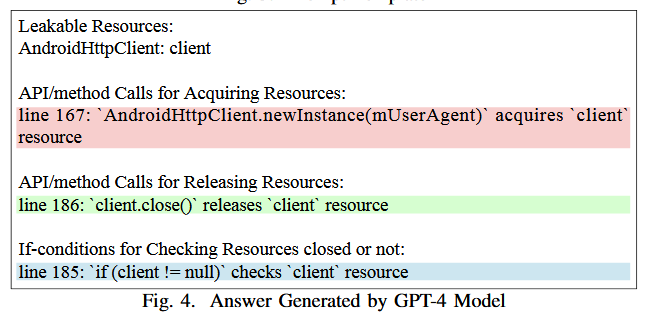 Leakable Resources:
AndroidHttpClient: client
API/method Calls for Acquiring Resources:
line 167: `AndroidHttpClient.newInstance(mUserAgent)` acquires `client`
resource
API/method Calls for Releasing Resources:
line 186: `client.close()` releases `client` resource
If-conditions for Checking Resources closed or not:
line 185: `if (client != null)` checks `client` resource
Fig. 4. Answer Generated by GPT-4 Model